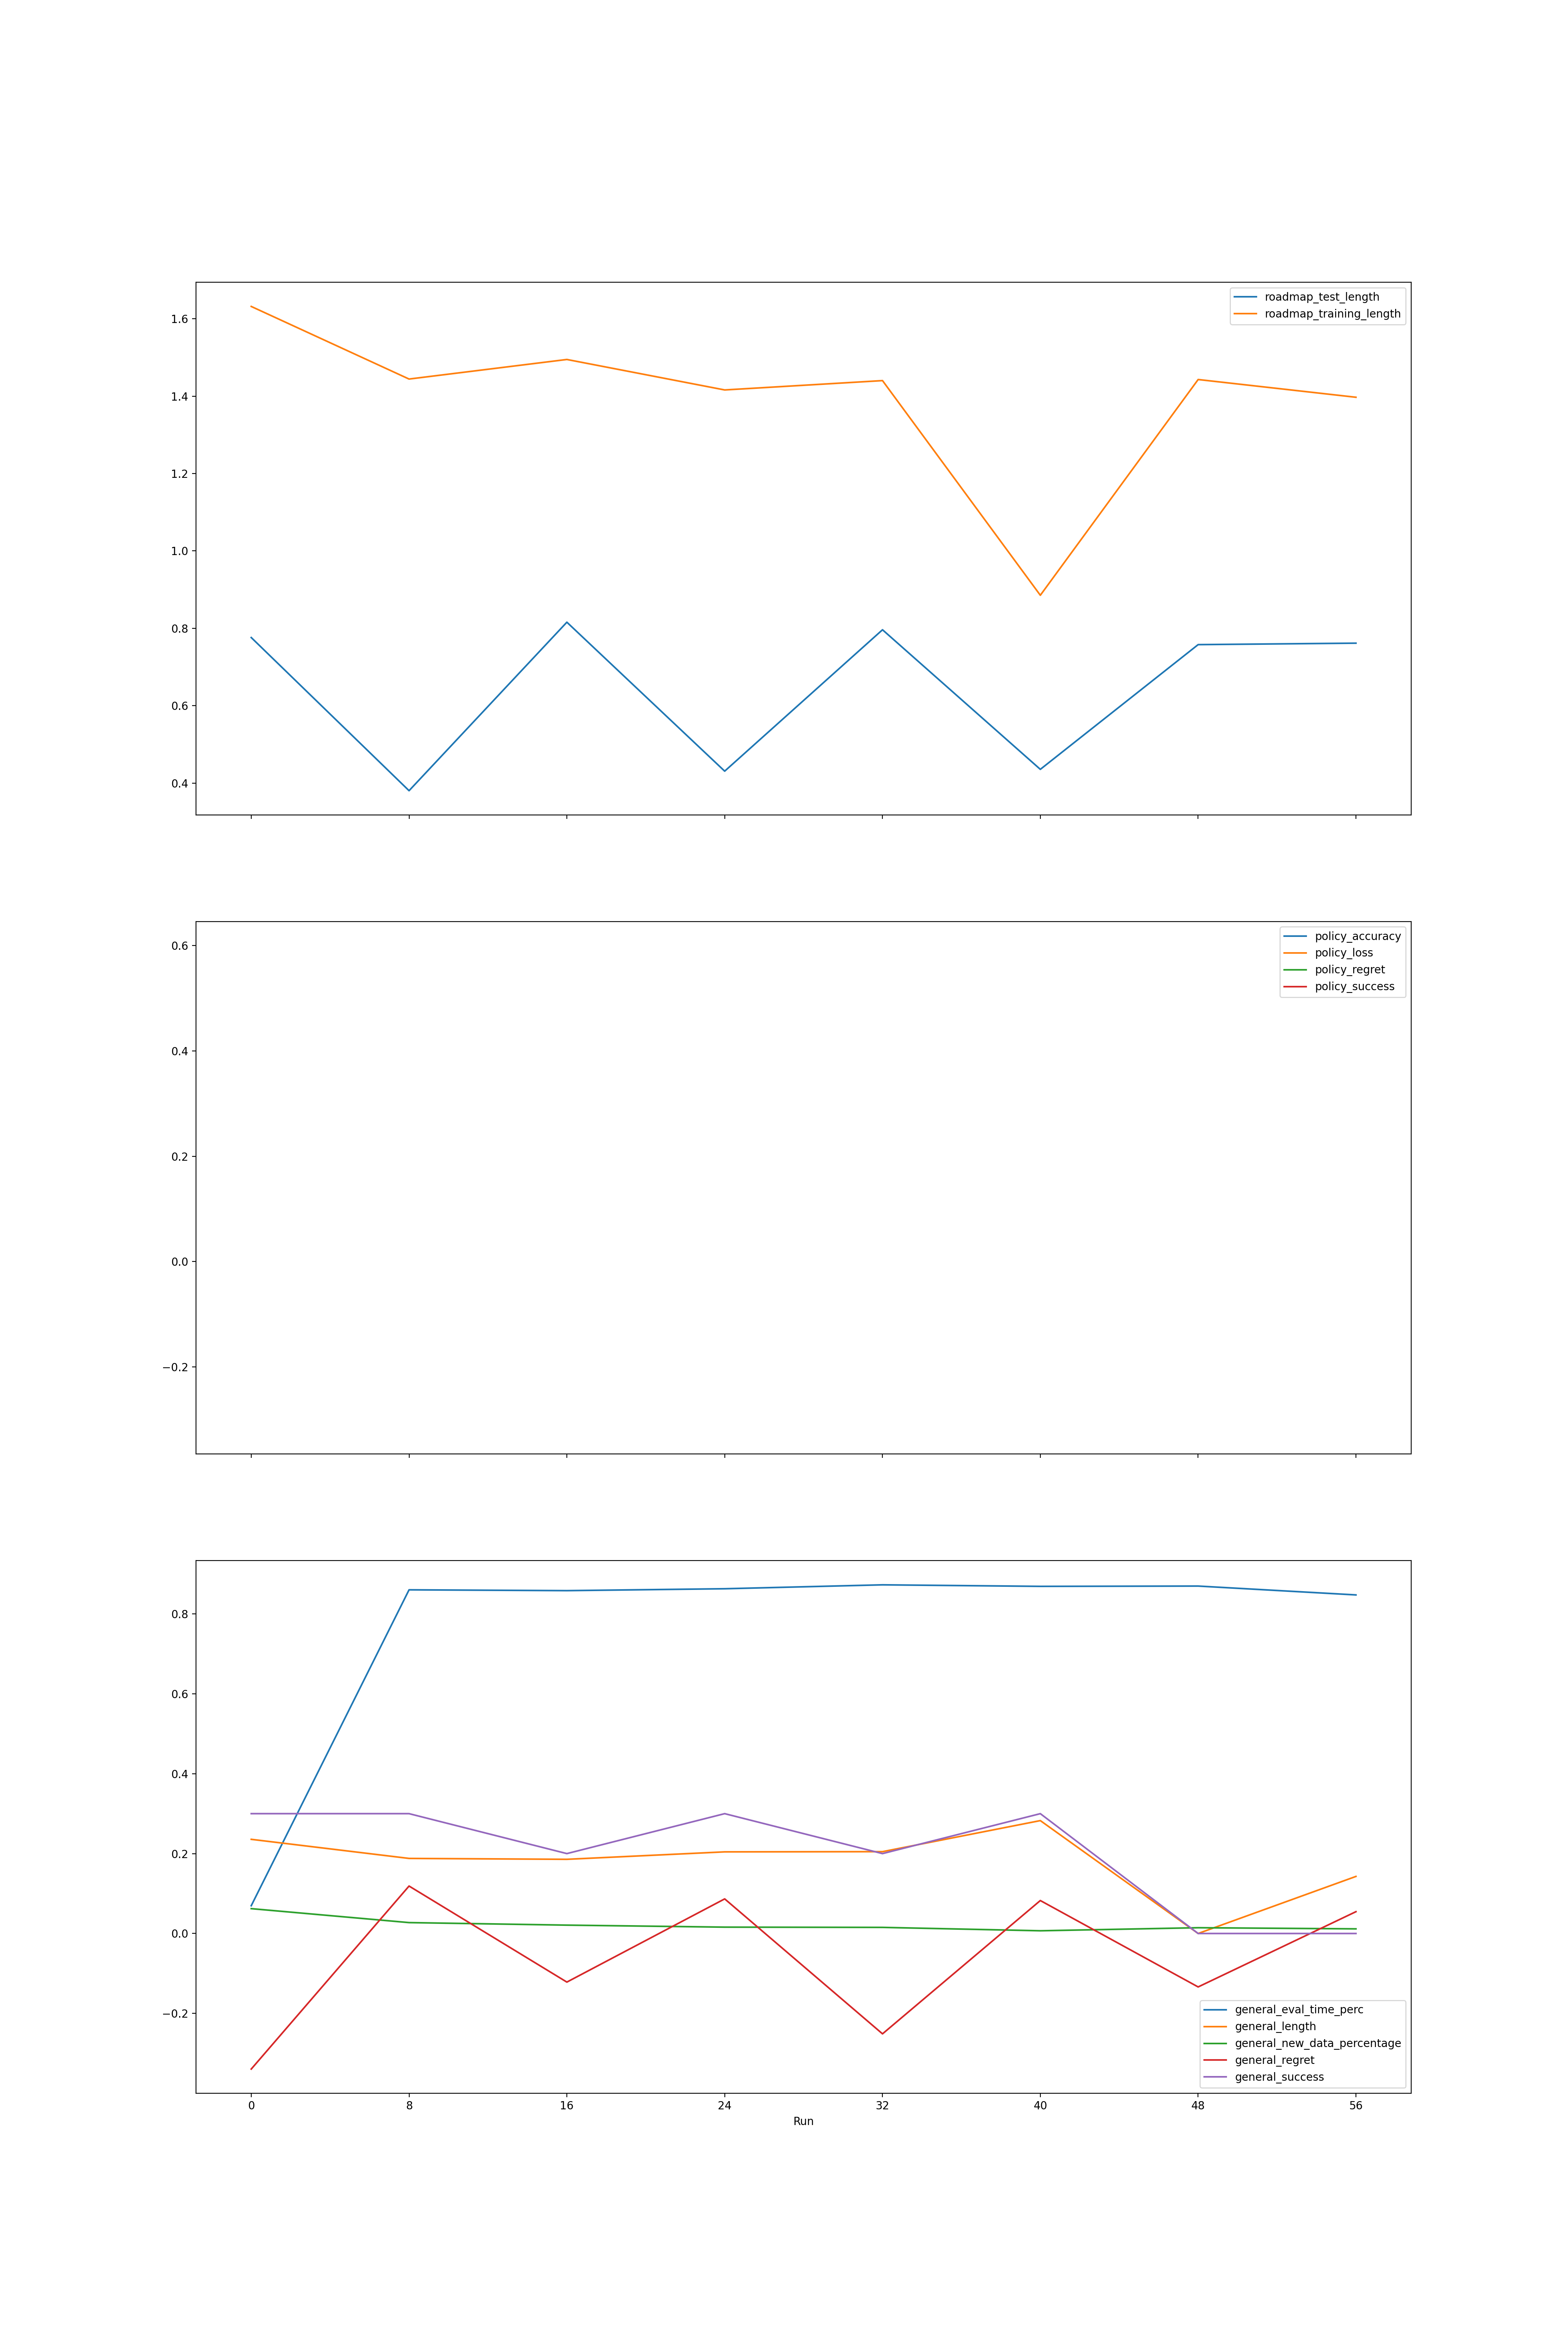 roadmap_test_length
roadmap_training_length
1.6
1.4
1.2
1.0
0.8
0.6
0.4
policy_accuracy
policy_loss
policy_regret
policy_success
0.6
0.4
0.2
0.0
−0.2
0.8
0.6
0.4
0.2
0.0
−0.2
general_eval_time_perc
general_length
general_new_data_percentage
general_regret
general_success
0 8 16 24 32 40 48 56
Run